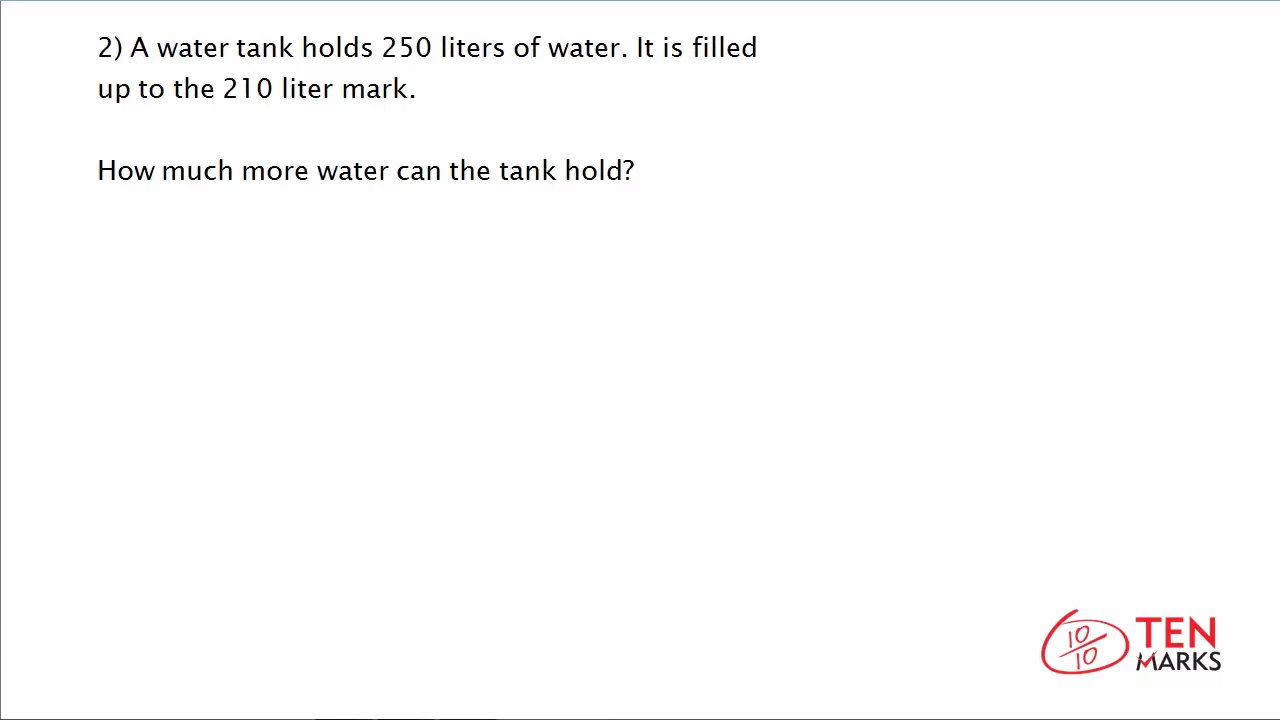 2) A water tank holds 250 liters of water. It is filled
up to the 210 liter mark.
How much more water can the tank hold?
10
10
TEN
MARKS